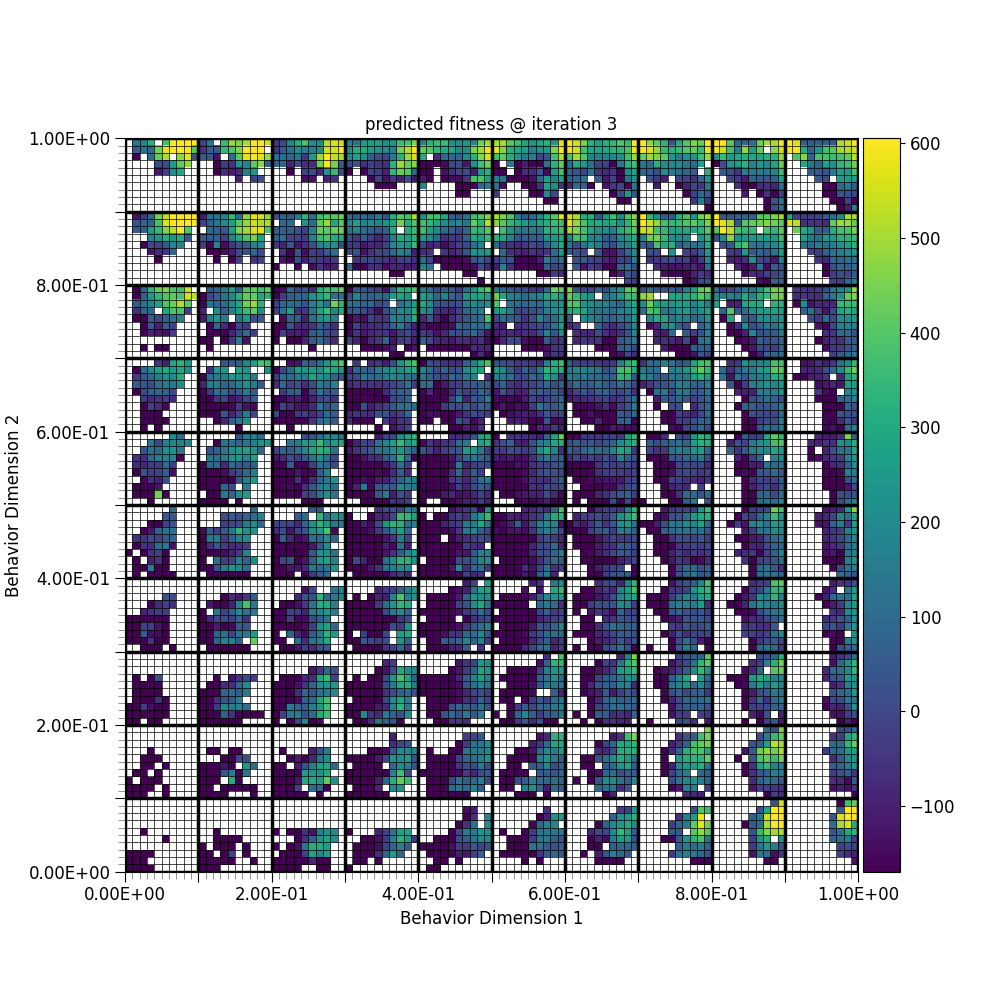 predicted fitness @ iteration 3
1.00E+00
8.00E-01
6.00E-01
4.00E-01
2.00E-01
0.00E+00
Behavior Dimension 2
0.00E+00 2.00E-01 4.00E-01 6.00E-01 8.00E-01 1.00E+00
Behavior Dimension 1
600
500
400
300
200
100
0
−100